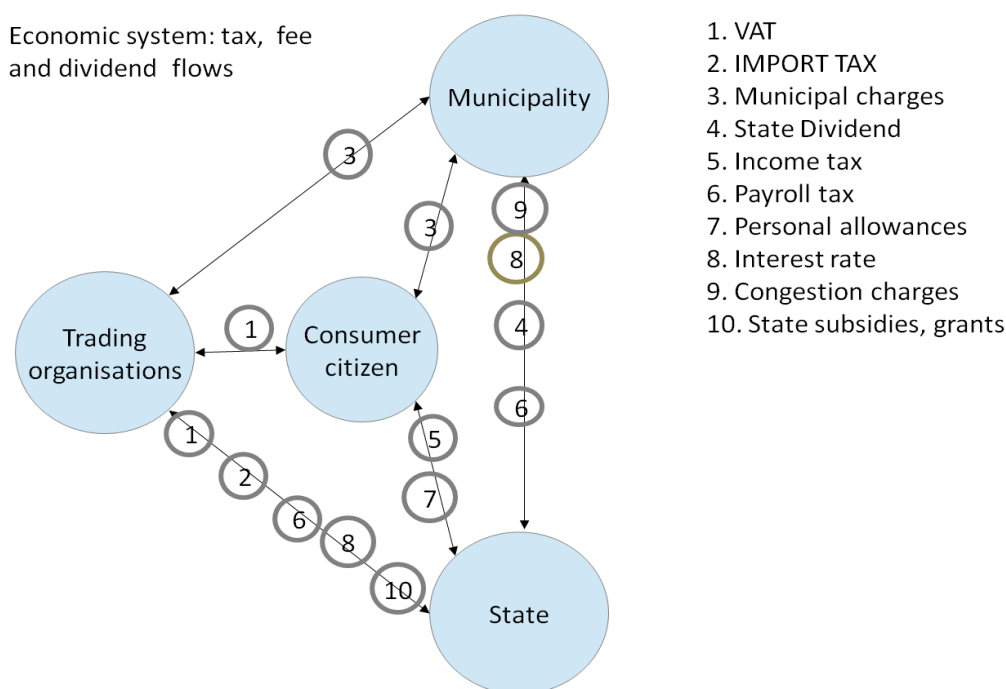 Economic system: tax, fee
and dividend flows
Municipality
1. VAT
2. IMPORT TAX
3. Municipal charges
4. State Dividend
5. Income tax
6. Payroll tax
7. Personal allowances
8. Interest rate
9. Congestion charges
10. State subsidies, grants
3
9
3
8
1
4
Trading
organisations
Consumer
citizen
6
1
5
2
7
6
8
10
State